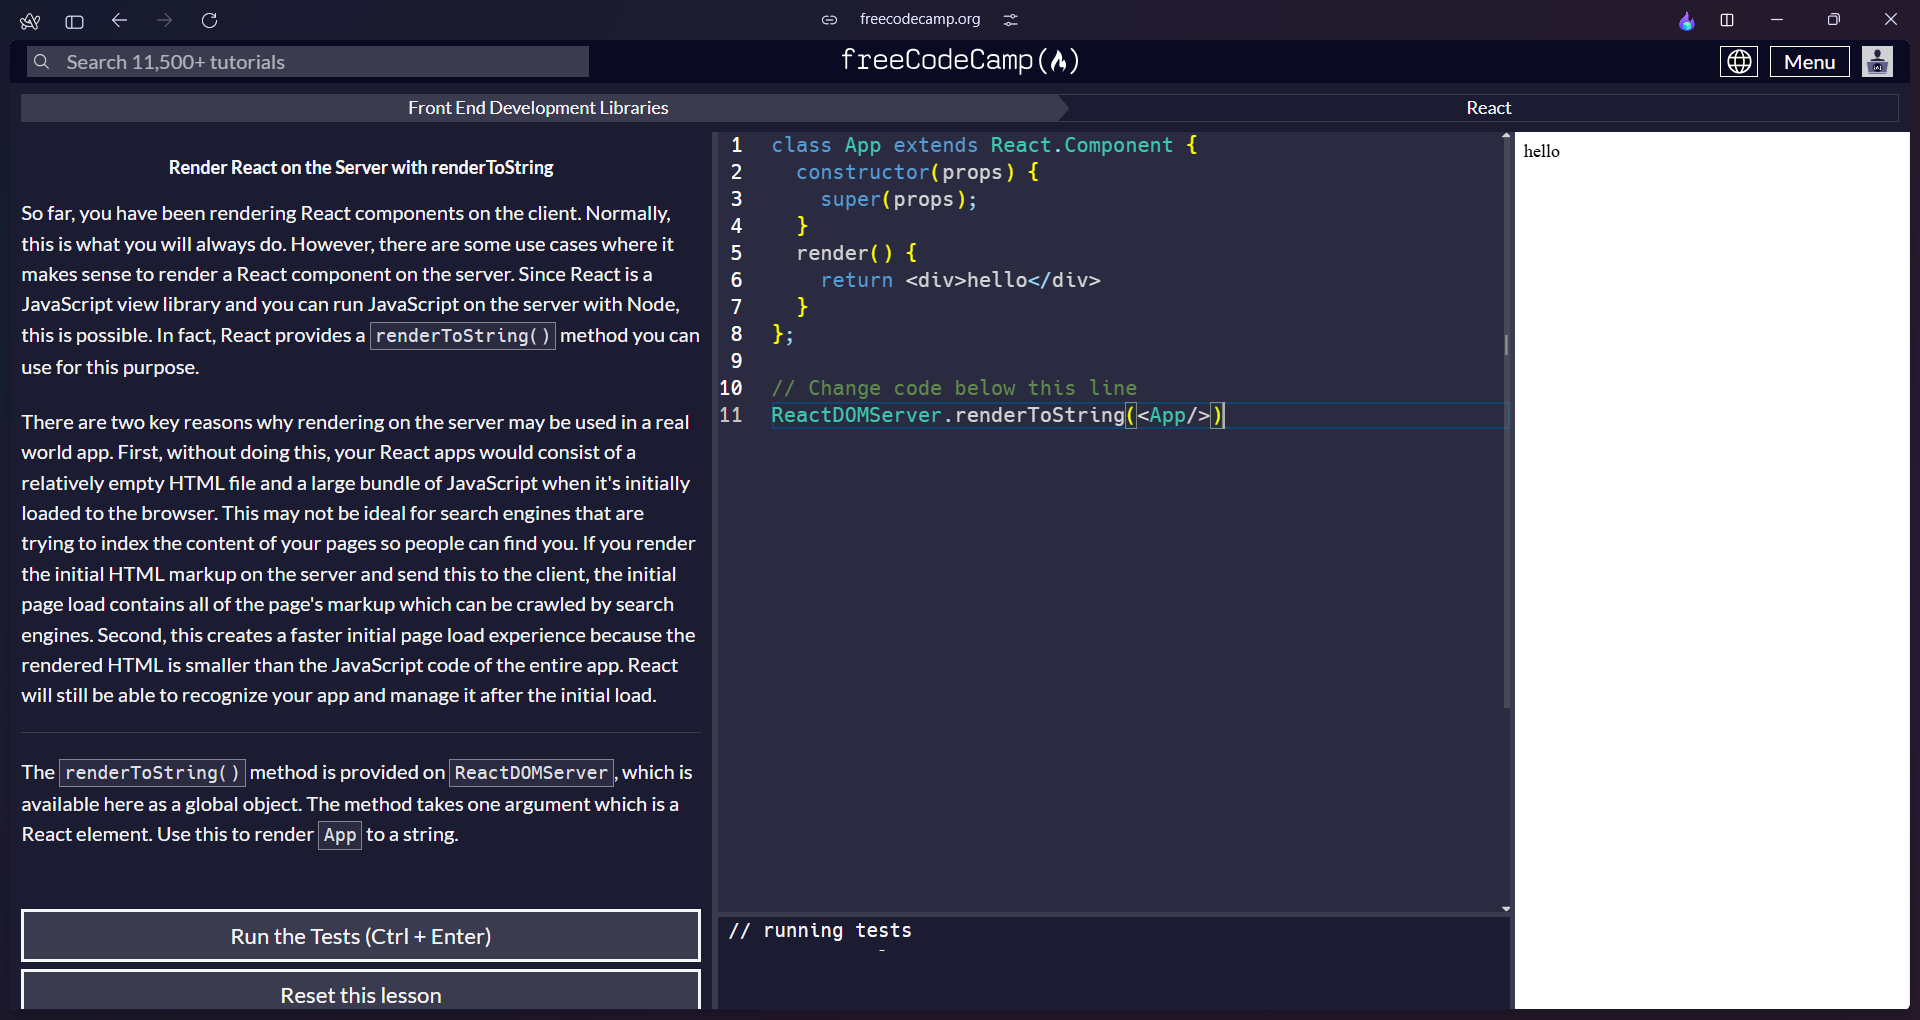 freecodecamp.org
Search 11,500+ tutorials
freeCodeCamp(🔥)
Menu
Front End Development Libraries
React
Render React on the Server with renderToString
So far, you have been rendering React components on the client. Normally,
this is what you will always do. However, there are some use cases where it
makes sense to render a React component on the server. Since React is a
JavaScript view library and you can run JavaScript on the server with Node,
this is possible. In fact, React provides a renderToString() method you can
use for this purpose.
There are two key reasons why rendering on the server may be used in a real
world app. First, without doing this, your React apps would consist of a
relatively empty HTML file and a large bundle of JavaScript when it's initially
loaded to the browser. This may not be ideal for search engines that are
trying to index the content of your pages so people can find you. If you render
the initial HTML markup on the server and send this to the client, the initial
page load contains all of the page's markup which can be crawled by search
engines. Second, this creates a faster initial page load experience because the
rendered HTML is smaller than the JavaScript code of the entire app. React
will still be able to recognize your app and manage it after the initial load.
The renderToString() method is provided on ReactDOMServer, which is
available here as a global object. The method takes one argument which is a
React element. Use this to render App to a string.
Run the Tests (Ctrl + Enter)
Reset this lesson
1 class App extends React.Component {
2   constructor(props) {
3     super(props);
4   }
5   render() {
6     return <div>hello</div>
7   }
8 };
9
10 // Change code below this line
11 ReactDOMServer.renderToString(<App/>)
// running tests
hello